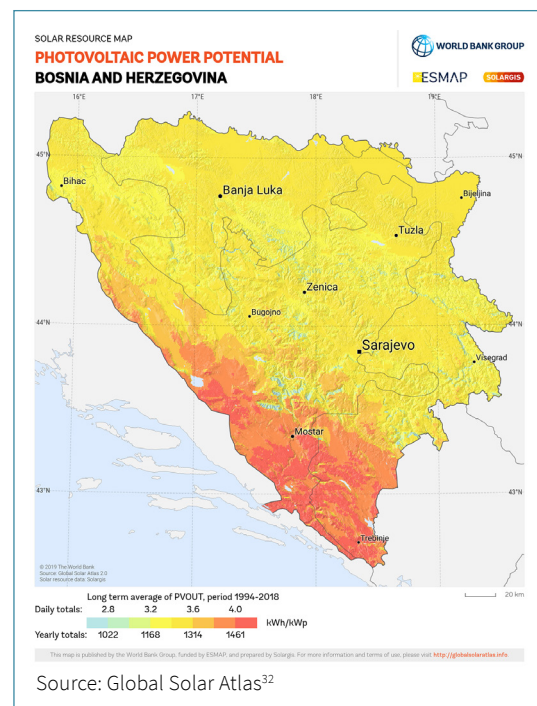 SOLAR RESOURCE MAP
PHOTOVOLTAIC POWER POTENTIAL
BOSNIA AND HERZEGOVINA
WORLD BANK GROUP
ESMAP
SOLARGIS
16°E 17°E 18°E 19°E
45°N 45°N
Bihac
Banja Luka
Bijeljina
Tuzla
Zenica
Bugojno
44°N 44°N
Sarajevo
Visegrad
Mostar
43°N 43°N
Trebinje
© 2019 The World Bank
Source: Global Solar Atlas 2.0
Solar resource data: Solargis
Long term average of PVOUT, period 1994-2018
Daily totals: 2.8 3.2 3.6 4.0
kWh/kWp
Yearly totals: 1022 1168 1314 1461
20 km
This map is published by the World Bank Group, funded by ESMAP, and prepared by Solargis. For more information and terms of use, please visit http://globalsolaratlas.info
Source: Global Solar Atlas32